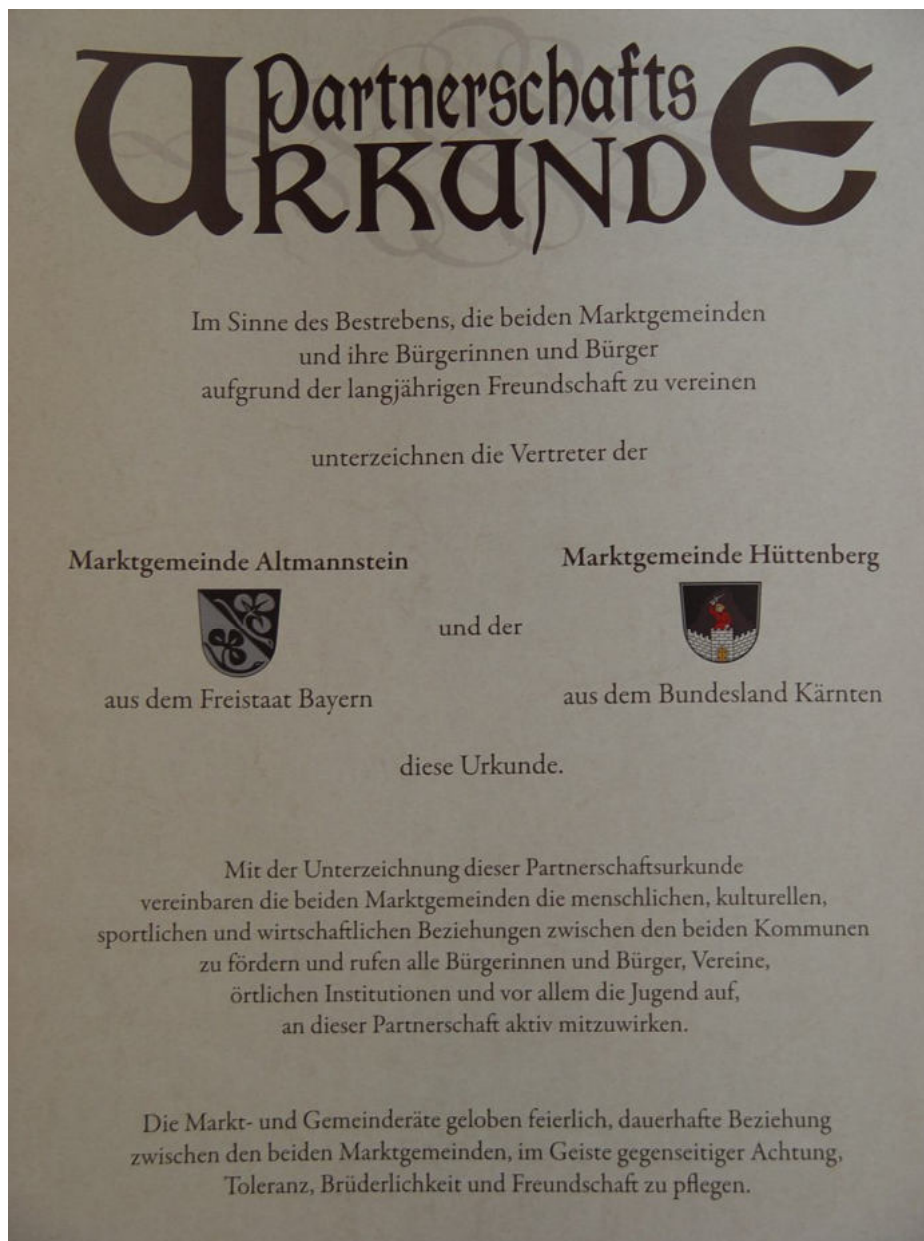 Partnerschafts
URKUNDE
Im Sinne des Bestrebens, die beiden Marktgemeinden
und ihre Bürgerinnen und Bürger
aufgrund der langjährigen Freundschaft zu vereinen
unterzeichnen die Vertreter der
Marktgemeinde Altmannstein
aus dem Freistaat Bayern
und der
Marktgemeinde Hüttenberg
aus dem Bundesland Kärnten
diese Urkunde.
Mit der Unterzeichnung dieser Partnerschaftsurkunde
vereinbaren die beiden Marktgemeinden die menschlichen, kulturellen,
sportlichen und wirtschaftlichen Beziehungen zwischen den beiden Kommunen
zu fördern und rufen alle Bürgerinnen und Bürger, Vereine,
örtlichen Institutionen und vor allem die Jugend auf,
an dieser Partnerschaft aktiv mitzuwirken.
Die Markt- und Gemeinderäte geloben feierlich, dauerhafte Beziehung
zwischen den beiden Marktgemeinden, im Geiste gegenseitiger Achtung,
Toleranz, Brüderlichkeit und Freundschaft zu pflegen.